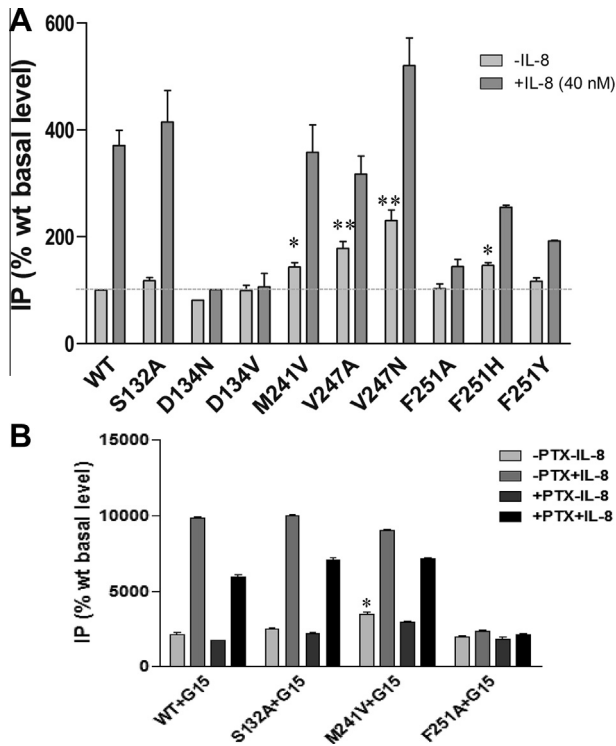 A
IP (% wt basal level)
600
400
200
0
-IL-8
+IL-8 (40 nM)
*
**
**
*
WT
S132A
D134N
D134V
M241V
V247A
V247N
F251A
F251H
F251Y
B
IP (% wt basal level)
15000
10000
5000
0
-PTX-IL-8
-PTX+IL-8
+PTX-IL-8
+PTX+IL-8
*
WT+G15
S132A+G15
M241V+G15
F251A+G15